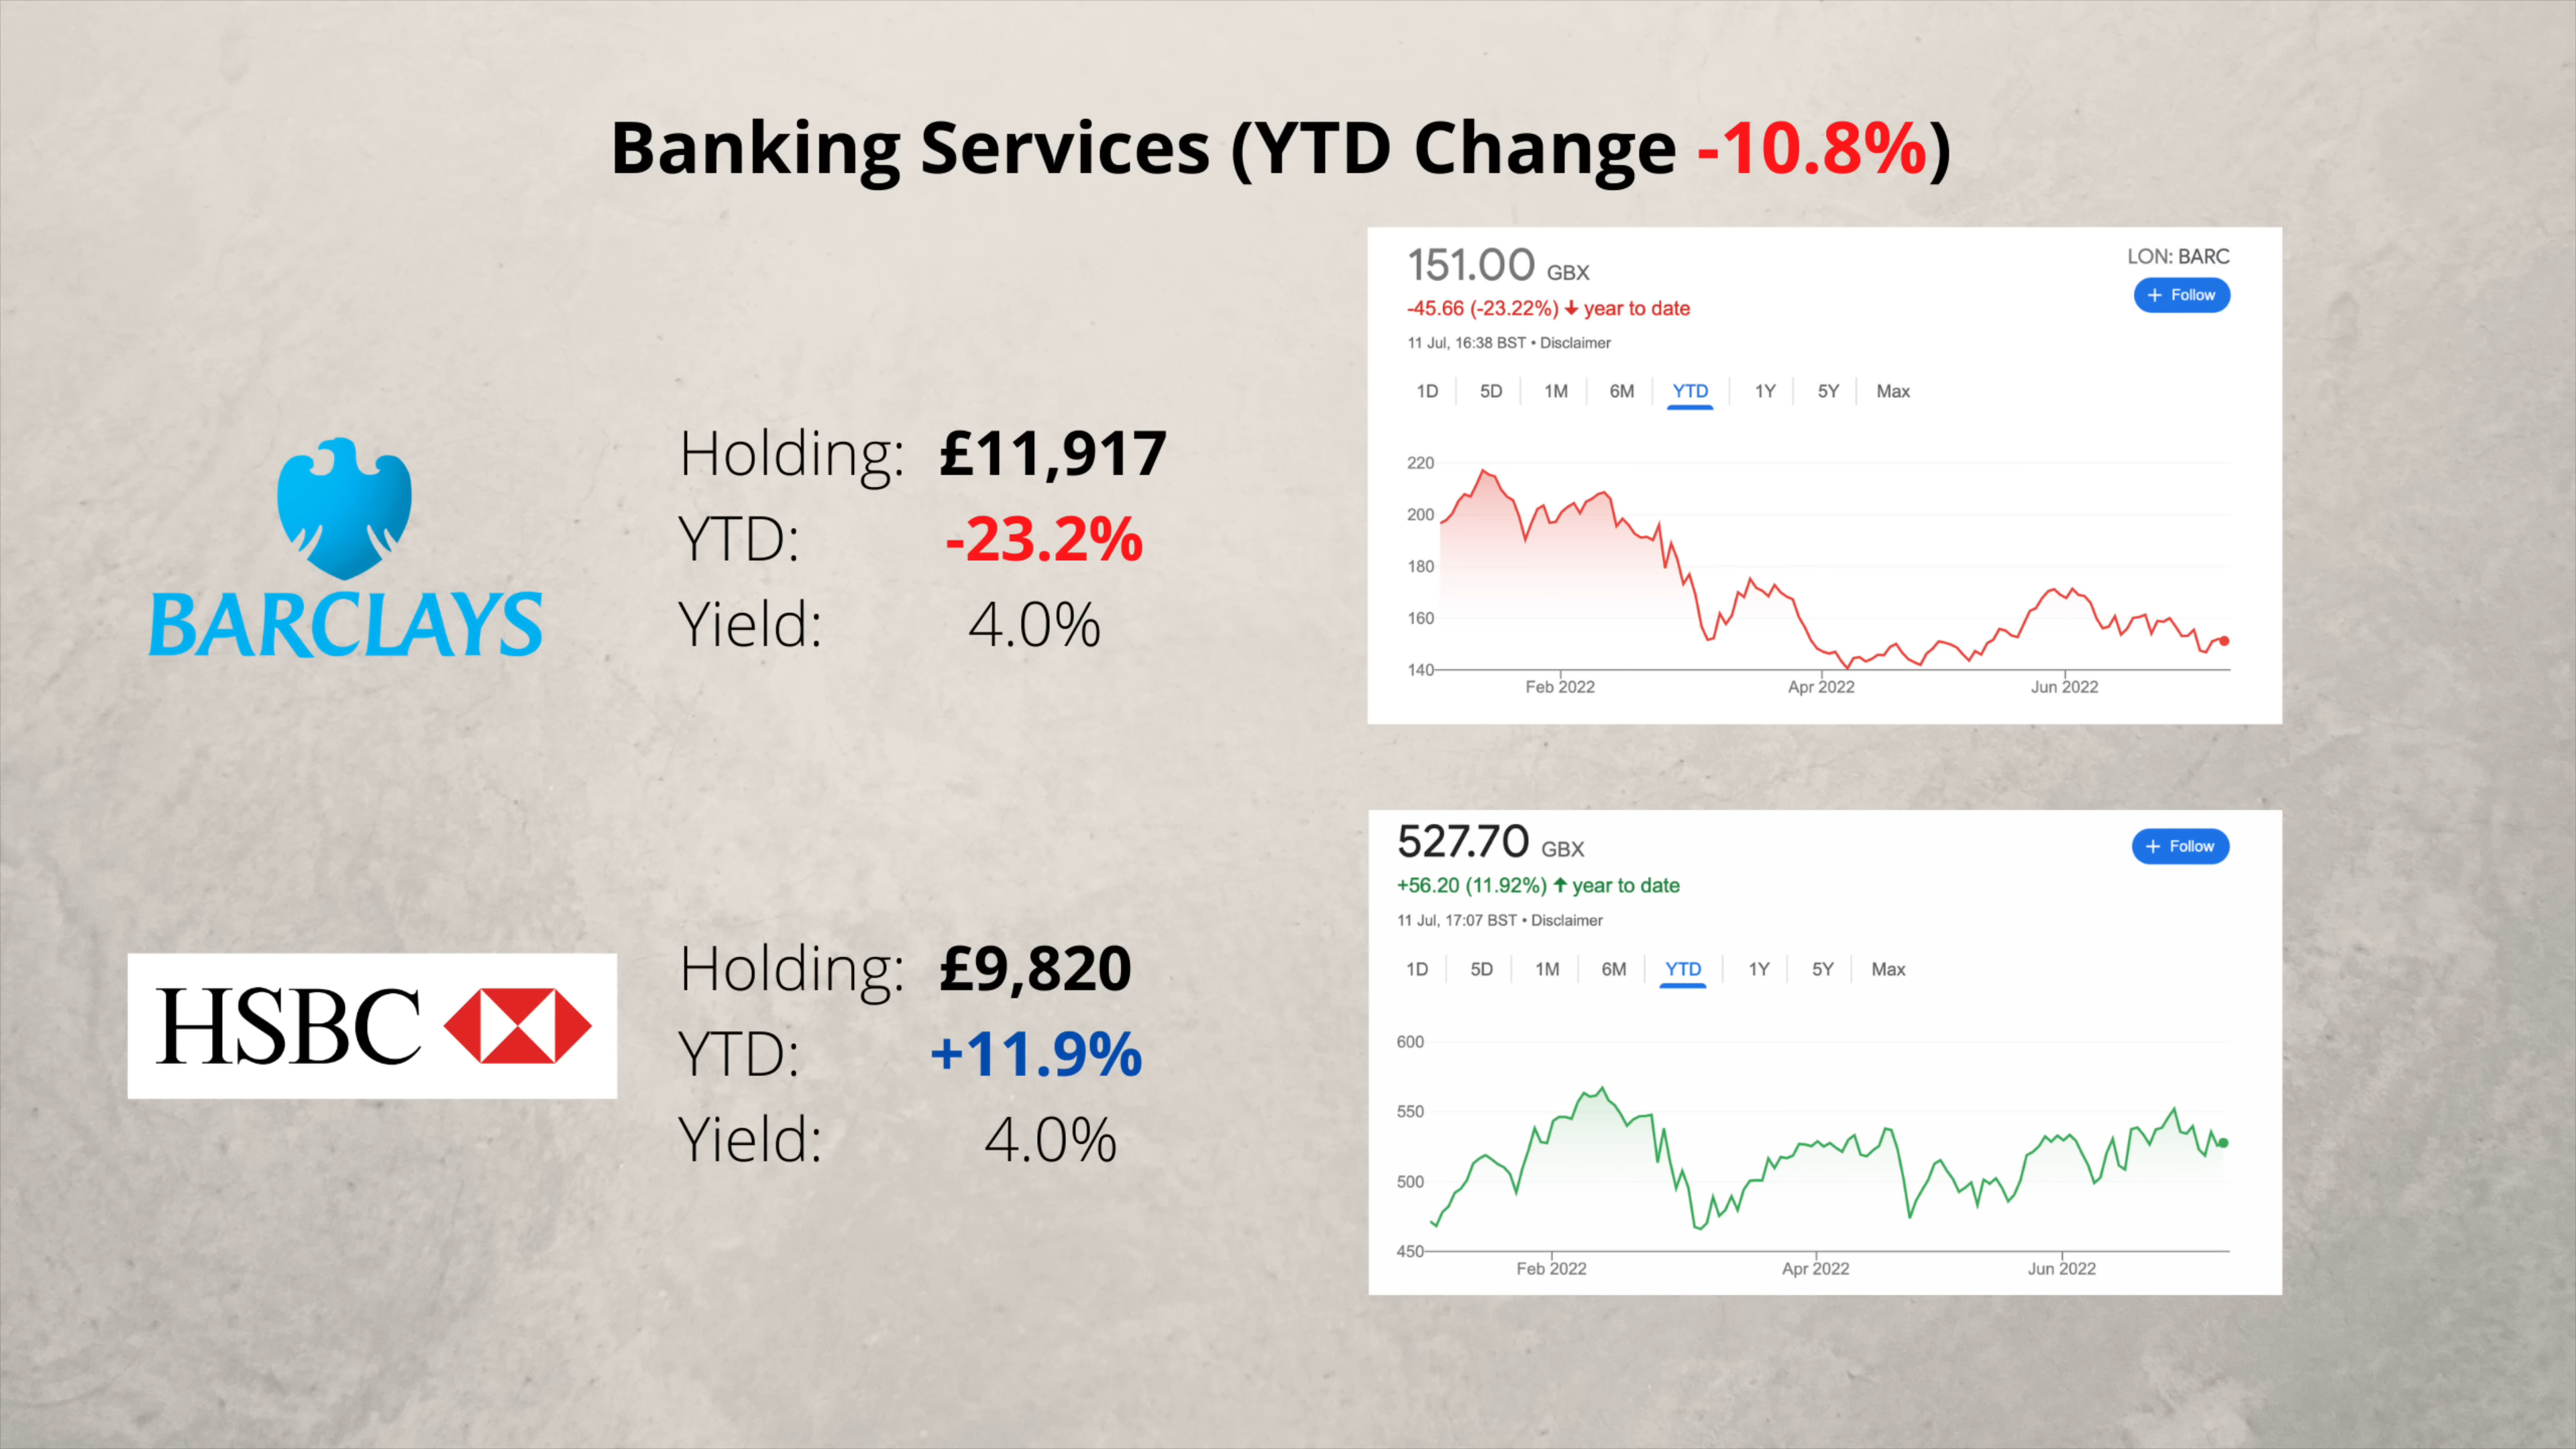 Banking Services (YTD Change -10.8%)
BARCLAYS
Holding: £11,917
YTD: -23.2%
Yield: 4.0%
151.00 GBX
LON: BARC
+ Follow
-45.66 (-23.22%) ↓ year to date
11 Jul, 16:38 BST • Disclaimer
1D 5D 1M 6M YTD 1Y 5Y Max
220
200
180
160
140
Feb 2022 Apr 2022 Jun 2022
HSBC
Holding: £9,820
YTD: +11.9%
Yield: 4.0%
527.70 GBX
+ Follow
+56.20 (11.92%) ↑ year to date
11 Jul, 17:07 BST • Disclaimer
1D 5D 1M 6M YTD 1Y 5Y Max
600
550
500
450
Feb 2022 Apr 2022 Jun 2022